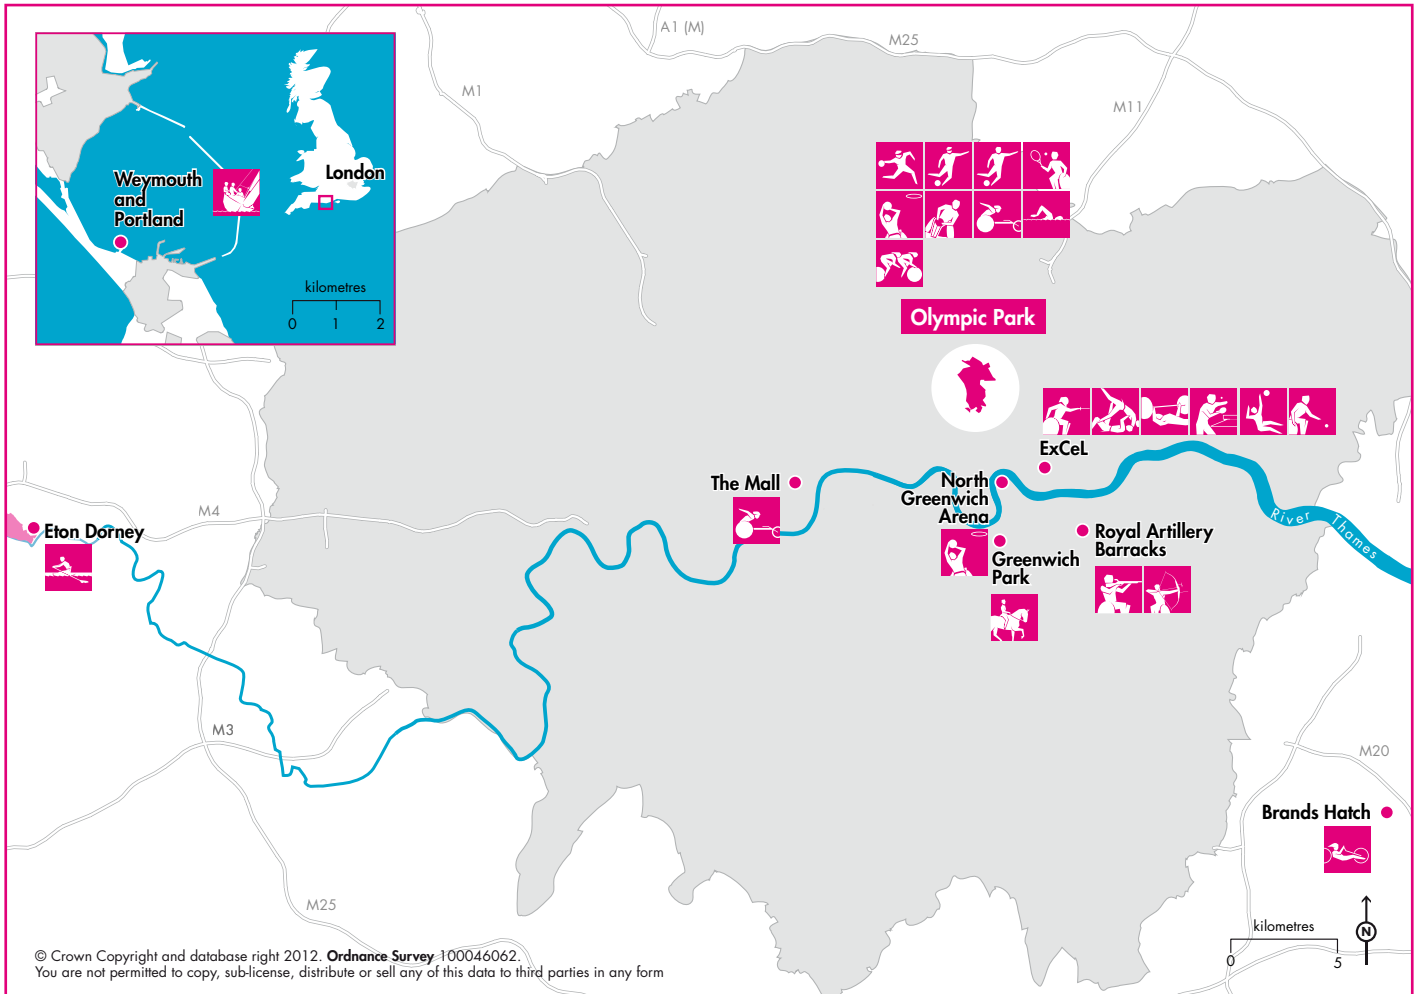 A1 (M)
M25
M1
M11
London
Weymouth
and
Portland
kilometres
0 1 2
Olympic Park
ExCeL
The Mall
North
Greenwich
Arena
M4
Eton Dorney
River Thames
Royal Artillery
Barracks
Greenwich
Park
M3
M20
Brands Hatch
M25
kilometres
0 5
N
© Crown Copyright and database right 2012. Ordnance Survey 100046062.
You are not permitted to copy, sub-license, distribute or sell any of this data to third parties in any form